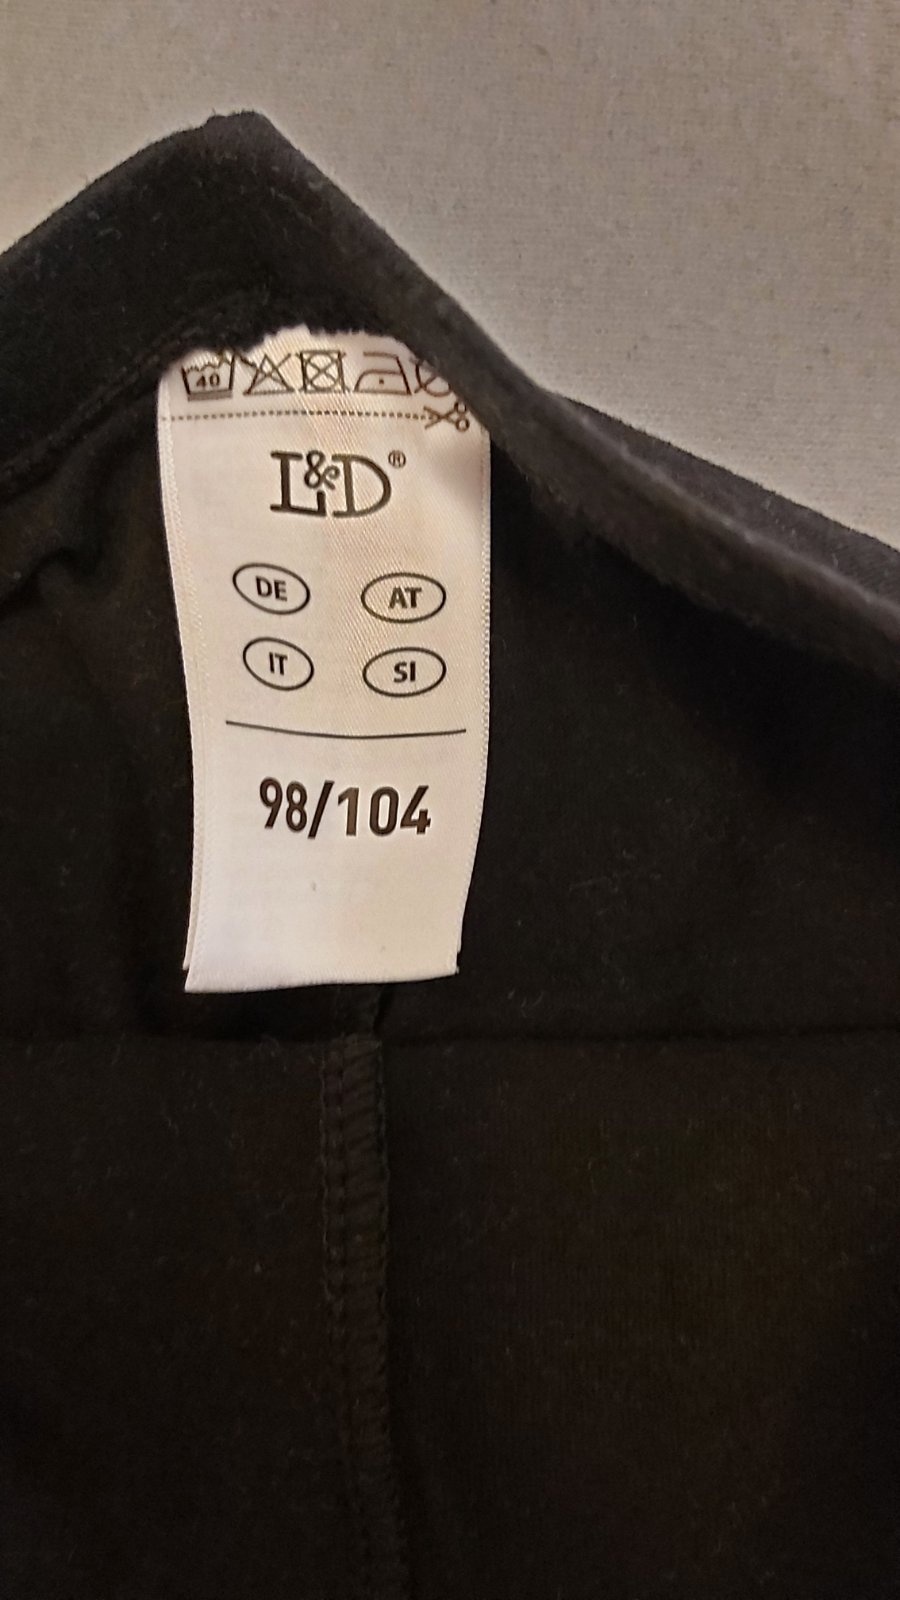 40
L&D®
DE AT
IT SI
98/104